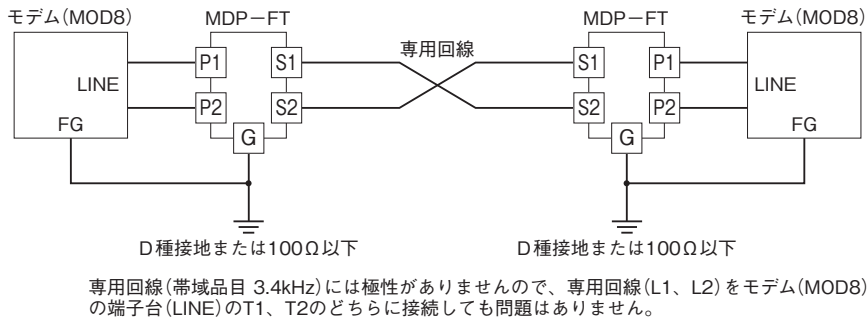 モデム(MOD8)
MDP−FT
P1
P2
S1
S2
G
LINE
FG
D種接地または100Ω以下
専用回線
MDP−FT
モデム(MOD8)
S1
S2
P1
P2
G
LINE
FG
D種接地または100Ω以下
専用回線(帯域品目 3.4kHz)には極性がありませんので、専用回線(L1、L2)をモデム(MOD8)
の端子台(LINE)のT1、T2のどちらに接続しても問題はありません。